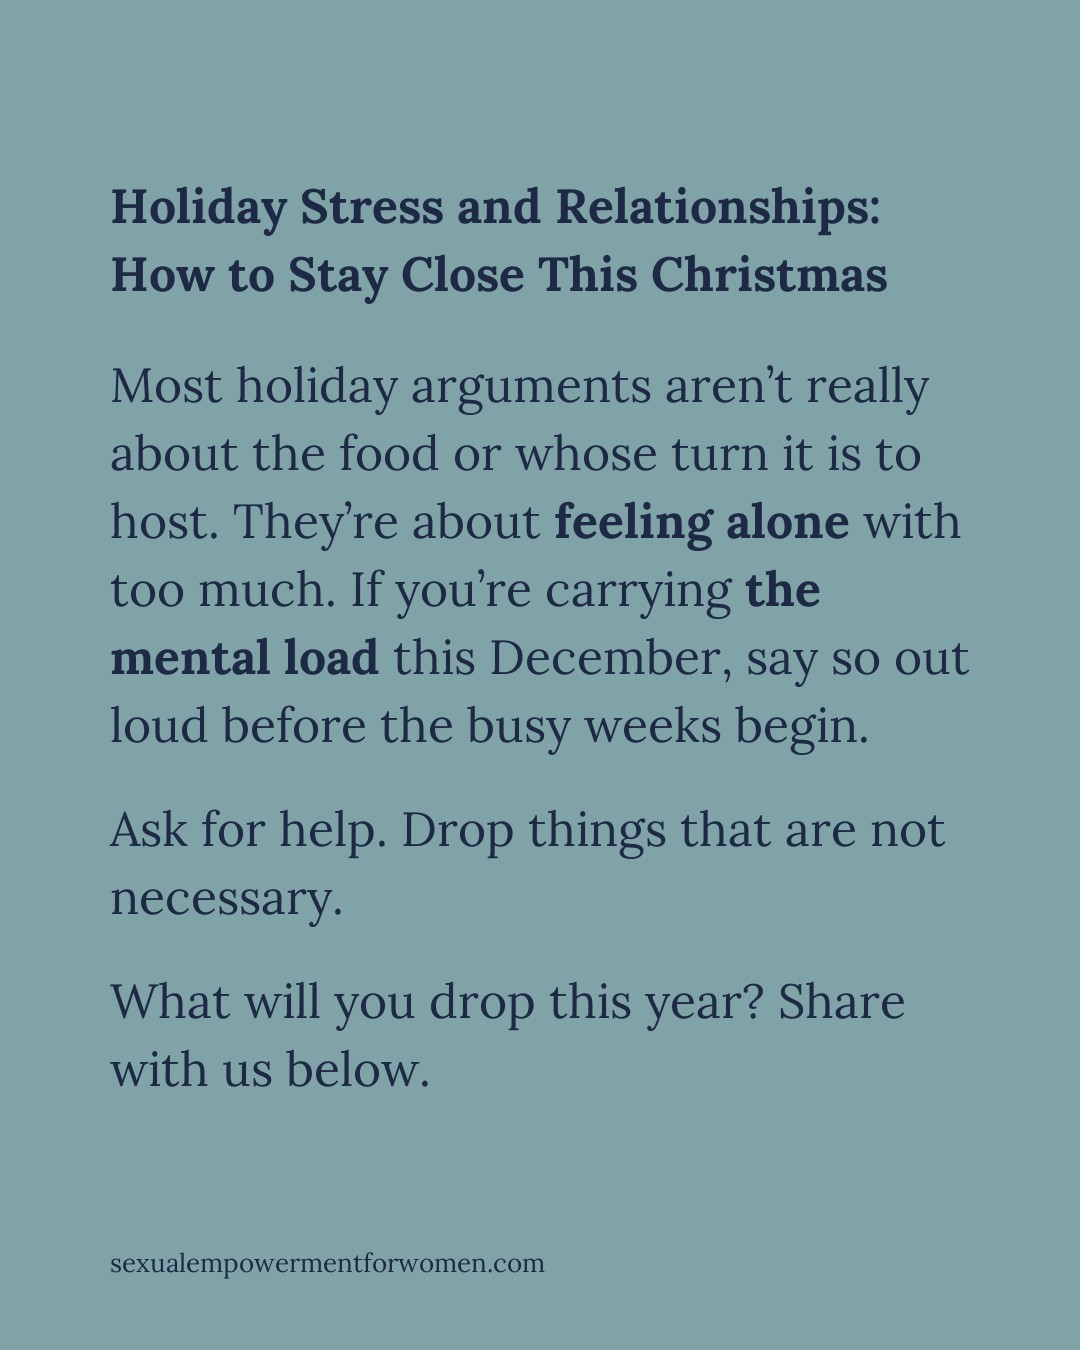 Holiday Stress and Relationships:
How to Stay Close This Christmas
Most holiday arguments aren’t really
about the food or whose turn it is to
host. They’re about feeling alone with
too much. If you’re carrying the
mental load this December, say so out
loud before the busy weeks begin.
Ask for help. Drop things that are not
necessary.
What will you drop this year? Share
with us below.
sexualempowermentforwomen.com